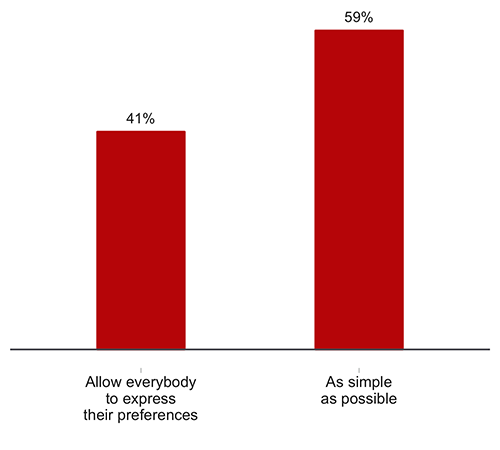 59%
41%
Allow everybody
to express
their preferences
As simple
as possible